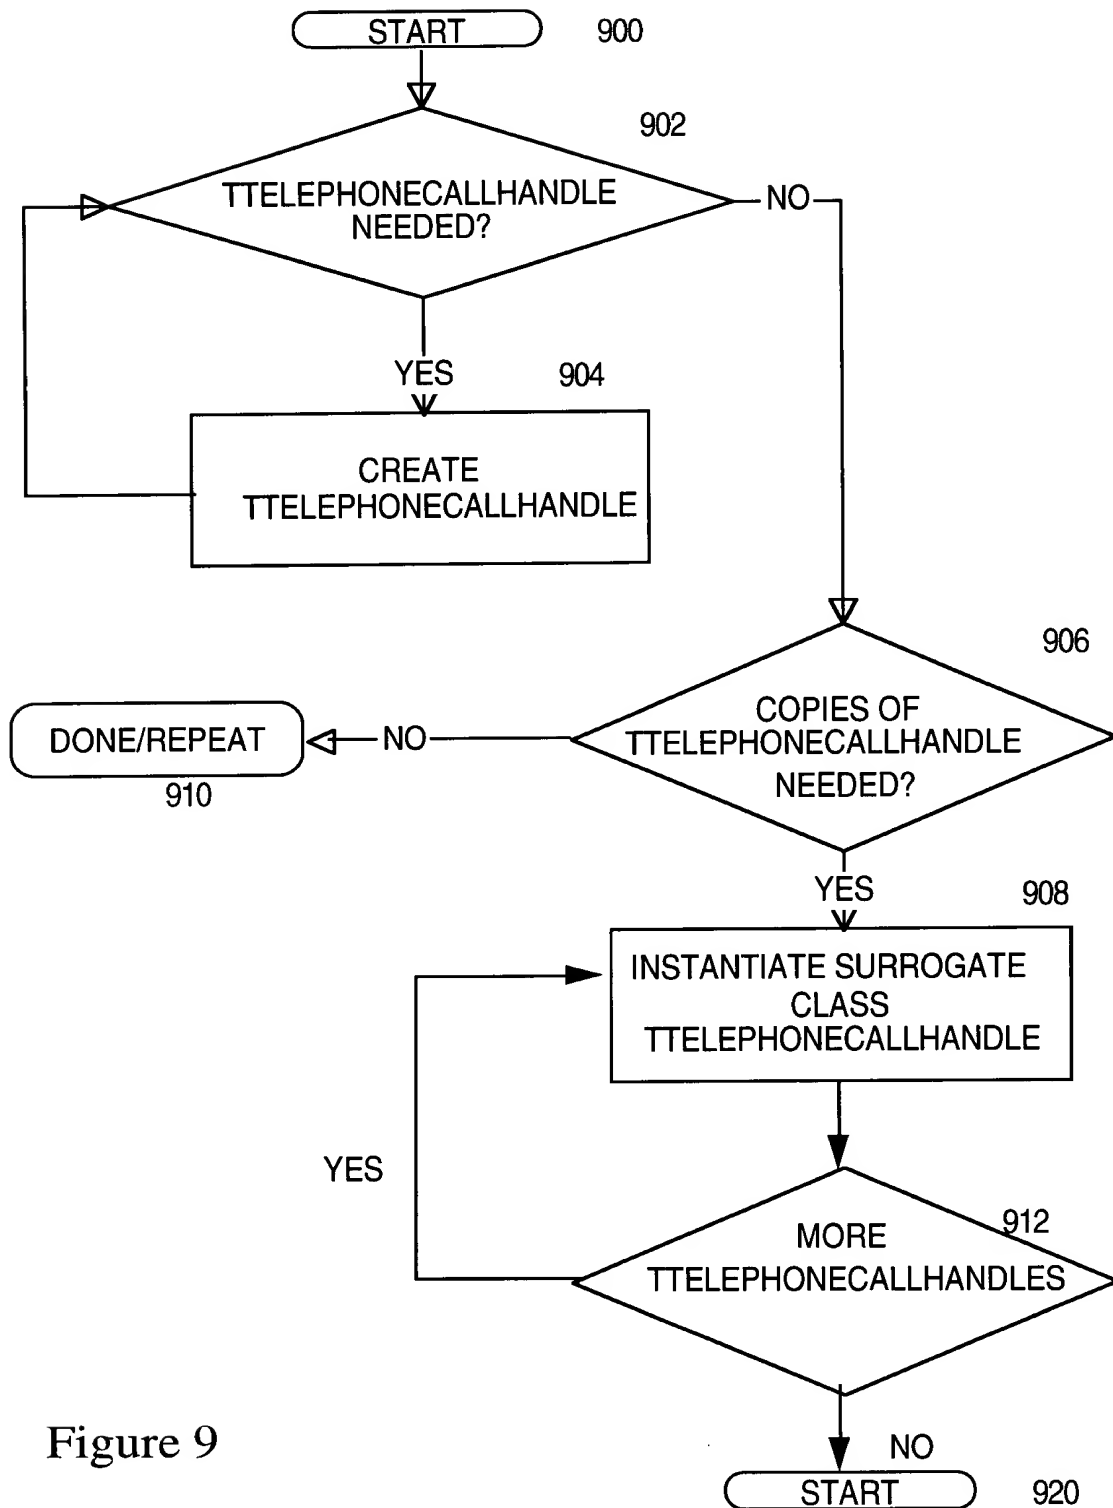 START
900
902
TTELEPHONECALLHANDLE
NEEDED?
NO
YES
904
CREATE
TTELEPHONECALLHANDLE
906
COPIES OF
TTELEPHONECALLHANDLE
NEEDED?
NO
DONE/REPEAT
910
YES
908
INSTANTIATE SURROGATE
CLASS
TTELEPHONECALLHANDLE
YES
912
MORE
TTELEPHONECALLHANDLES
NO
START
920
Figure 9